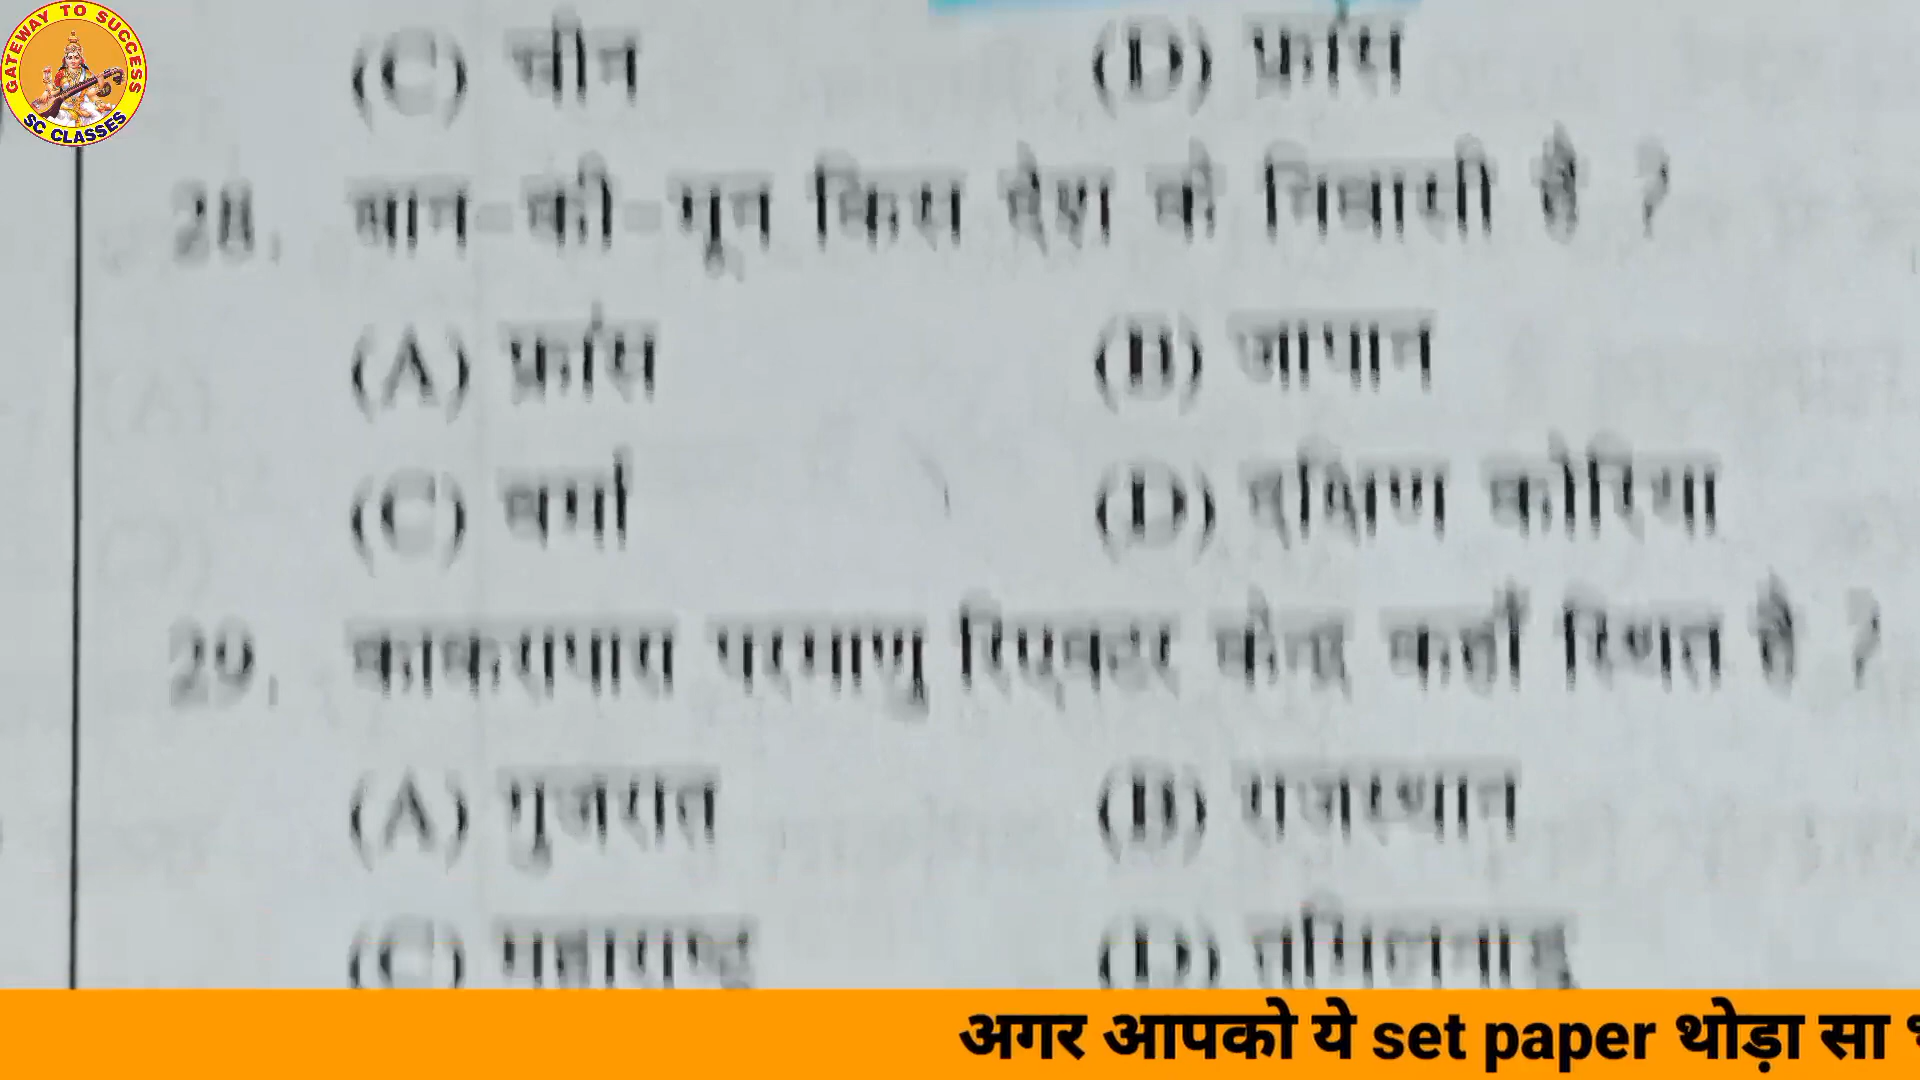 GATEWAY TO SUCCESS
SC CLASSES
(C) चीन (D) फ्रांस
28. बान-की-मून किस देश के निवासी हैं ?
(A) फ्रांस (B) जापान
(C) बर्मा (D) दक्षिण कोरिया
29. काकरापारा परमाणु रिएक्टर केन्द्र कहाँ स्थित है ?
(A) गुजरात (B) राजस्थान
(C) महाराष्ट्र (D) तमिलनाडु
अगर आपको ये set paper थोड़ा सा